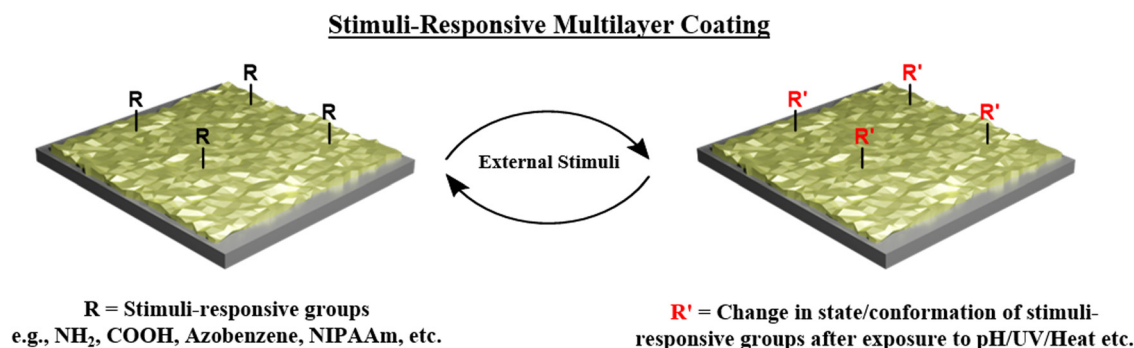 Stimuli-Responsive Multilayer Coating
R
R
R
R
External Stimuli
R'
R'
R'
R'
R = Stimuli-responsive groups
e.g., NH₂, COOH, Azobenzene, NIPAAm, etc.
R' = Change in state/conformation of stimuli-
responsive groups after exposure to pH/UV/Heat etc.